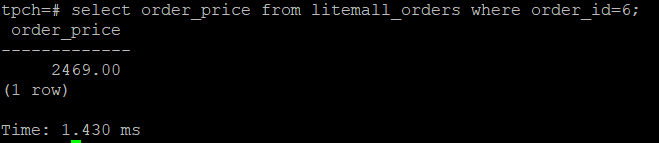 tpch=# select order_price from litemall_orders where order_id=6;
 order_price
-------------
     2469.00
(1 row)

Time: 1.430 ms